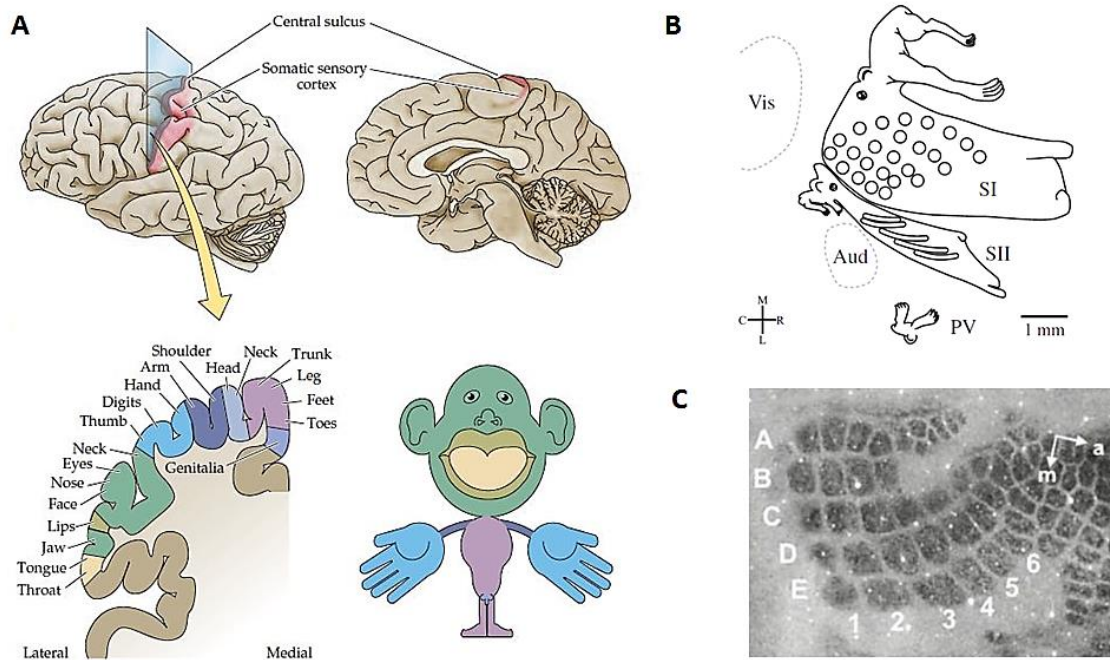 A
Central sulcus
Somatic sensory
cortex
Shoulder
Arm
Hand
Digits
Thumb
Neck
Eyes
Nose
Face
Lips
Jaw
Tongue
Throat
Head
Neck
Trunk
Leg
Feet
Toes
Genitalia
Lateral
Medial
B
Vis
SI
SII
Aud
PV
M
C
R
L
1 mm
C
A
B
C
D
E
1
2
3
4
5
6
a
m